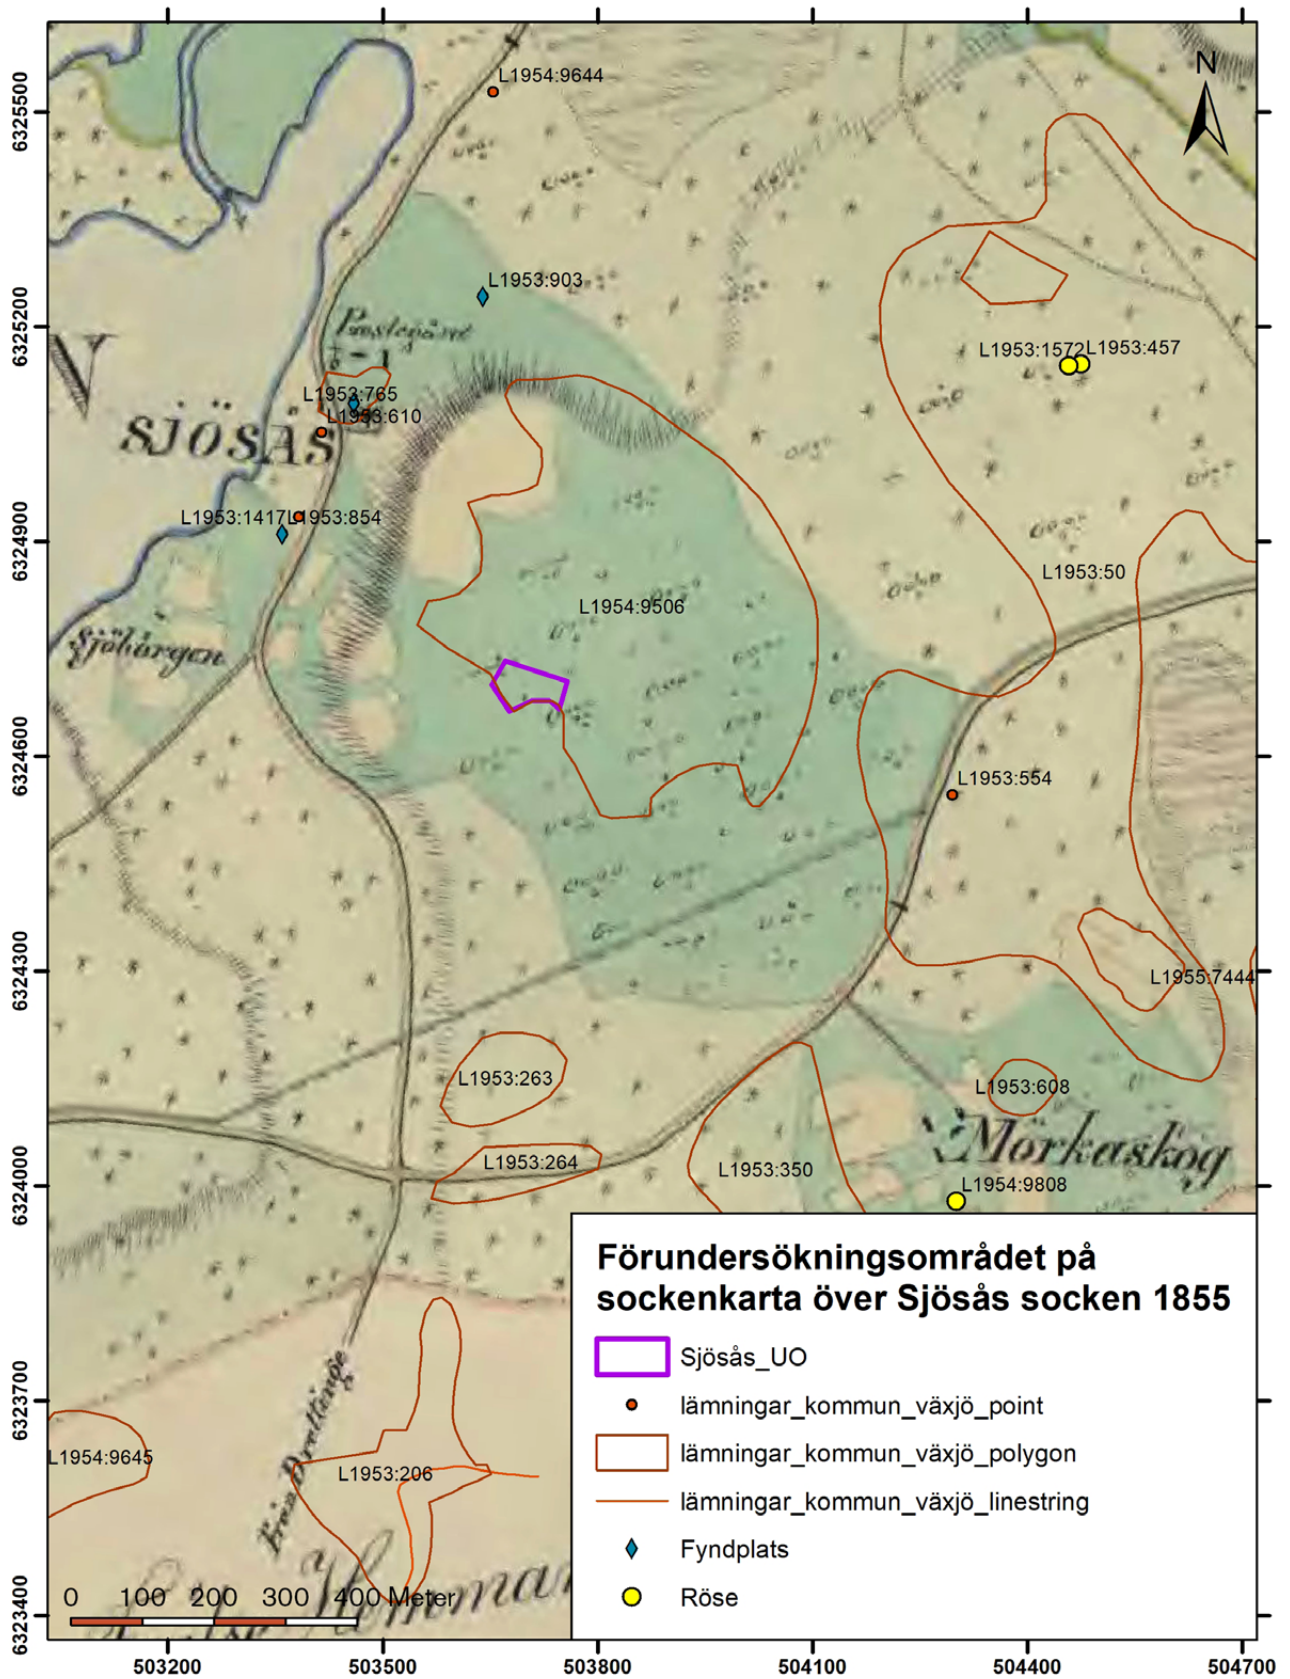 N
6325500
6325200
6324900
6324600
6324300
6324000
6323700
6323400
L1954:9644
L1953:903
Prestegård
L1953:1572
L1953:457
L1953:765
L1953:610
SJÖSÅS
L1953:1417
L1953:854
L1953:50
L1954:9506
Sjöhörgen
L1953:554
L1955:7444
L1953:263
L1953:608
Mörkaskog
L1953:264
L1953:350
L1954:9808
Förundersökningsområdet på
sockenkarta över Sjösås socken 1855
Sjösås_UO
lämningar_kommun_växjö_point
lämningar_kommun_växjö_polygon
lämningar_kommun_växjö_linestring
Fyndplats
Röse
L1954:9645
L1953:206
0 100 200 300 400 Meter
503200 503500 503800 504100 504400 504700